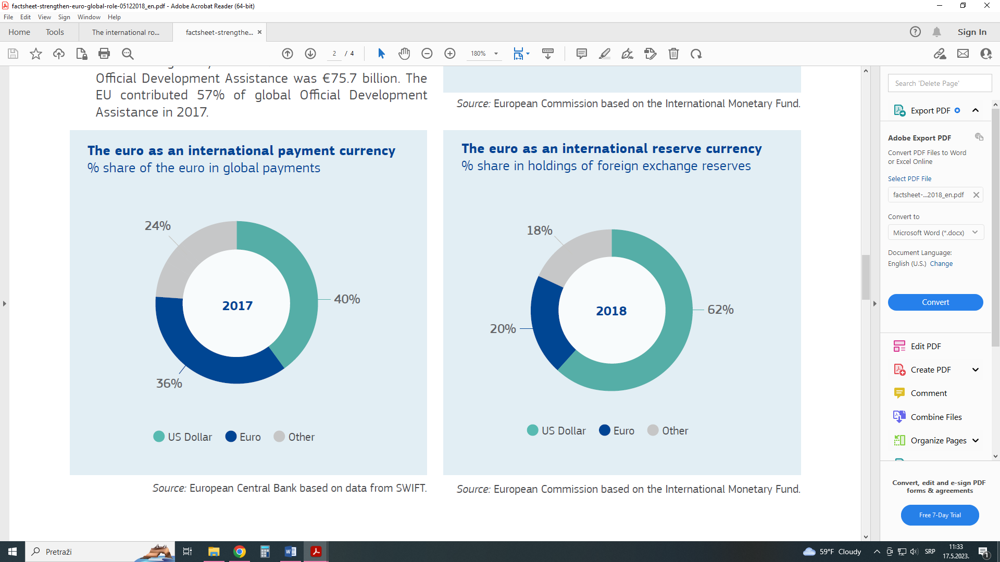 factsheet-strengthen-euro-global-role-05122018_en.pdf - Adobe Acrobat Reader (64-bit)
File Edit View Sign Window Help
Home Tools The international ro... factsheet-strengthe... Sign In
2 / 4 180%
Official Development Assistance was €75.7 billion. The
EU contributed 57% of global Official Development
Assistance in 2017.
Source: European Commission based on the International Monetary Fund.
The euro as an international payment currency
% share of the euro in global payments
24%
40%
2017
36%
US Dollar Euro Other
Source: European Central Bank based on data from SWIFT.
The euro as an international reserve currency
% share in holdings of foreign exchange reserves
18%
62%
2018
20%
US Dollar Euro Other
Source: European Commission based on the International Monetary Fund.
Search 'Delete Page'
Export PDF
Adobe Export PDF
Convert PDF Files to Word
or Excel Online
Select PDF File
factsheet-...2018_en.pdf
Convert to
Microsoft Word (*.docx)
Document Language:
English (U.S.) Change
Convert
Edit PDF
Create PDF
Comment
Combine Files
Organize Pages
Convert, edit and e-sign PDF
forms & agreements
Free 7-Day Trial
Pretraži
59°F Cloudy
SRP
11:33
17.5.2023.
1